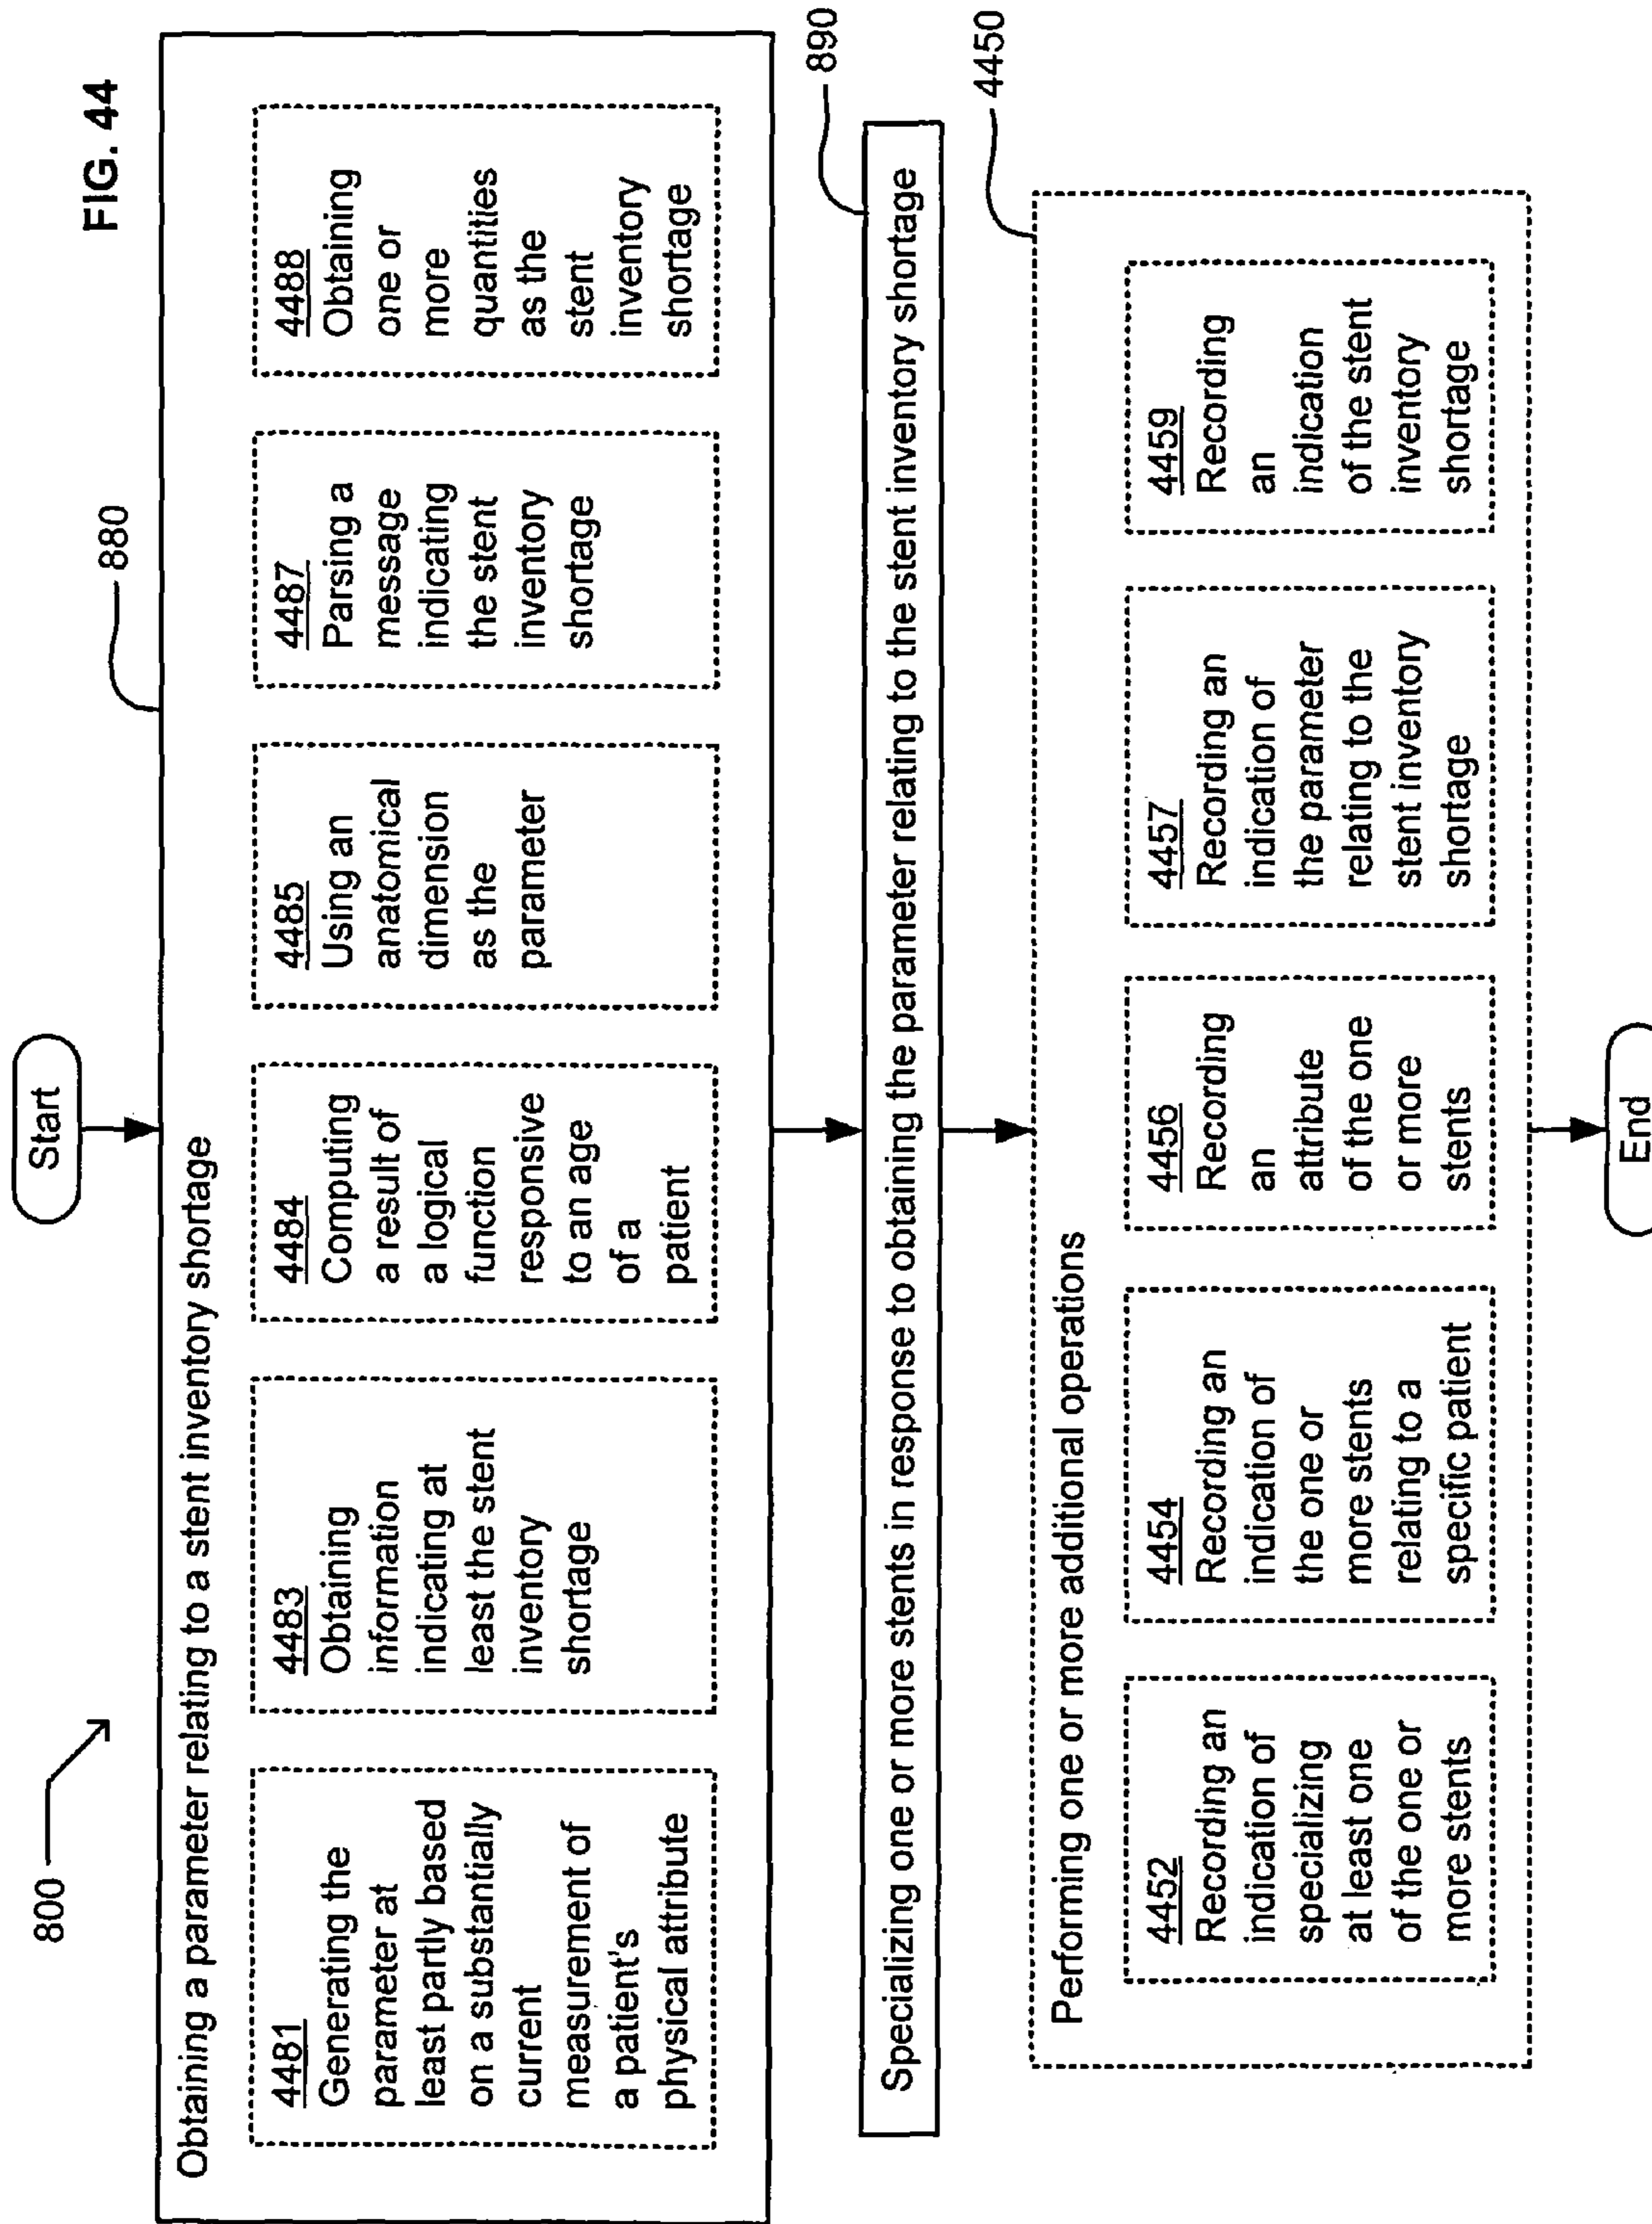 FIG. 44
800
Start
880
Obtaining a parameter relating to a stent inventory shortage
4481
Generating the
parameter at
least partly based
on a substantially
current
measurement of
a patient's
physical attribute
4483
Obtaining
information
indicating at
least the stent
inventory
shortage
4484
Computing
a result of
a logical
function
responsive
to an age
of a
patient
4485
Using an
anatomical
dimension
as the
parameter
4487
Parsing a
message
indicating
the stent
inventory
shortage
4488
Obtaining
one or
more
quantities
as the
stent
inventory
shortage
890
Specializing one or more stents in response to obtaining the parameter relating to the stent inventory shortage
4450
Performing one or more additional operations
4452
Recording an
indication of
specializing
at least one
of the one or
more stents
4454
Recording an
indication of
the one or
more stents
relating to a
specific patient
4456
Recording
an
attribute
of the one
or more
stents
4457
Recording an
indication of
the parameter
relating to the
stent inventory
shortage
4459
Recording
an
indication
of the stent
inventory
shortage
End